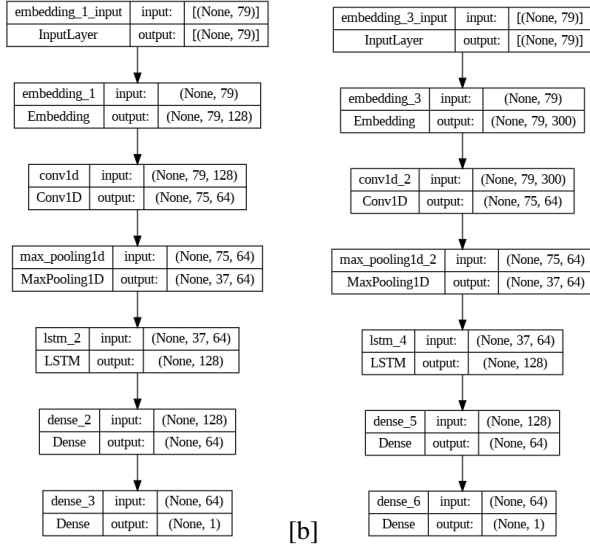 embedding_1_input input: [(None, 79)]
InputLayer output: [(None, 79)]
embedding_1 input: (None, 79)
Embedding output: (None, 79, 128)
conv1d input: (None, 79, 128)
Conv1D output: (None, 75, 64)
max_pooling1d input: (None, 75, 64)
MaxPooling1D output: (None, 37, 64)
lstm_2 input: (None, 37, 64)
LSTM output: (None, 128)
dense_2 input: (None, 128)
Dense output: (None, 64)
dense_3 input: (None, 64)
Dense output: (None, 1)
[b]
embedding_3_input input: [(None, 79)]
InputLayer output: [(None, 79)]
embedding_3 input: (None, 79)
Embedding output: (None, 79, 300)
conv1d_2 input: (None, 79, 300)
Conv1D output: (None, 75, 64)
max_pooling1d_2 input: (None, 75, 64)
MaxPooling1D output: (None, 37, 64)
lstm_4 input: (None, 37, 64)
LSTM output: (None, 128)
dense_5 input: (None, 128)
Dense output: (None, 64)
dense_6 input: (None, 64)
Dense output: (None, 1)